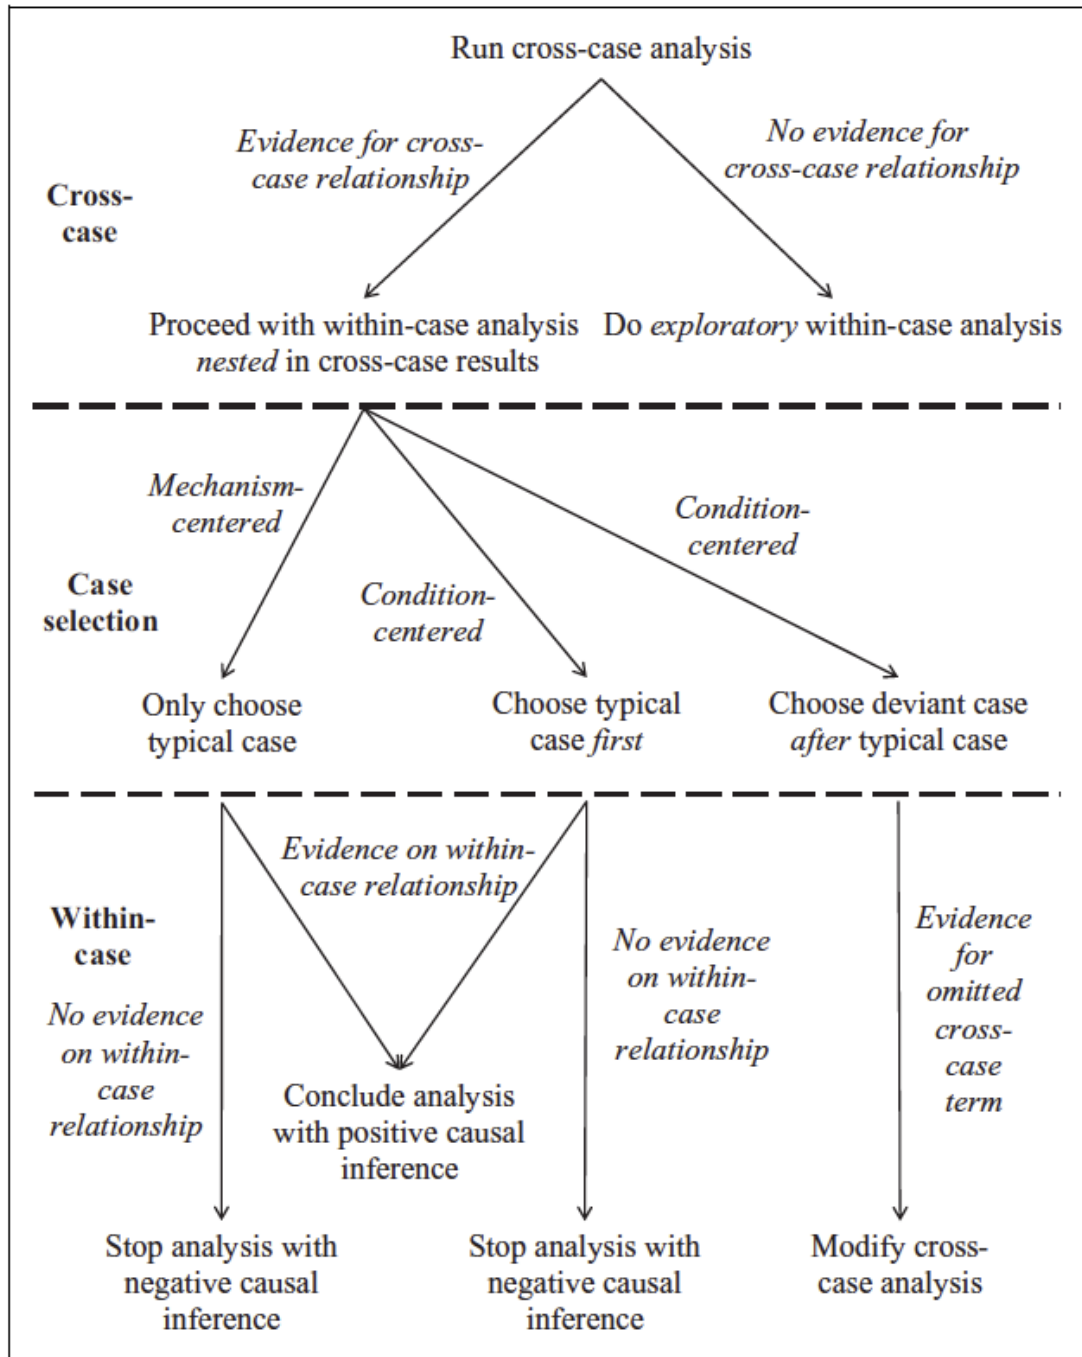 Run cross-case analysis
Evidence for cross-
case relationship
No evidence for
cross-case relationship
Cross-
case
Proceed with within-case analysis
nested in cross-case results
Do exploratory within-case analysis
Mechanism-
centered
Condition-
centered
Condition-
centered
Case
selection
Only choose
typical case
Choose typical
case first
Choose deviant case
after typical case
Evidence on within-
case relationship
Within-
case
No evidence
on within-
case
relationship
No evidence
on within-
case
relationship
Evidence
for
omitted
cross-
case
term
Conclude analysis
with positive causal
inference
Stop analysis with
negative causal
inference
Stop analysis with
negative causal
inference
Modify cross-
case analysis